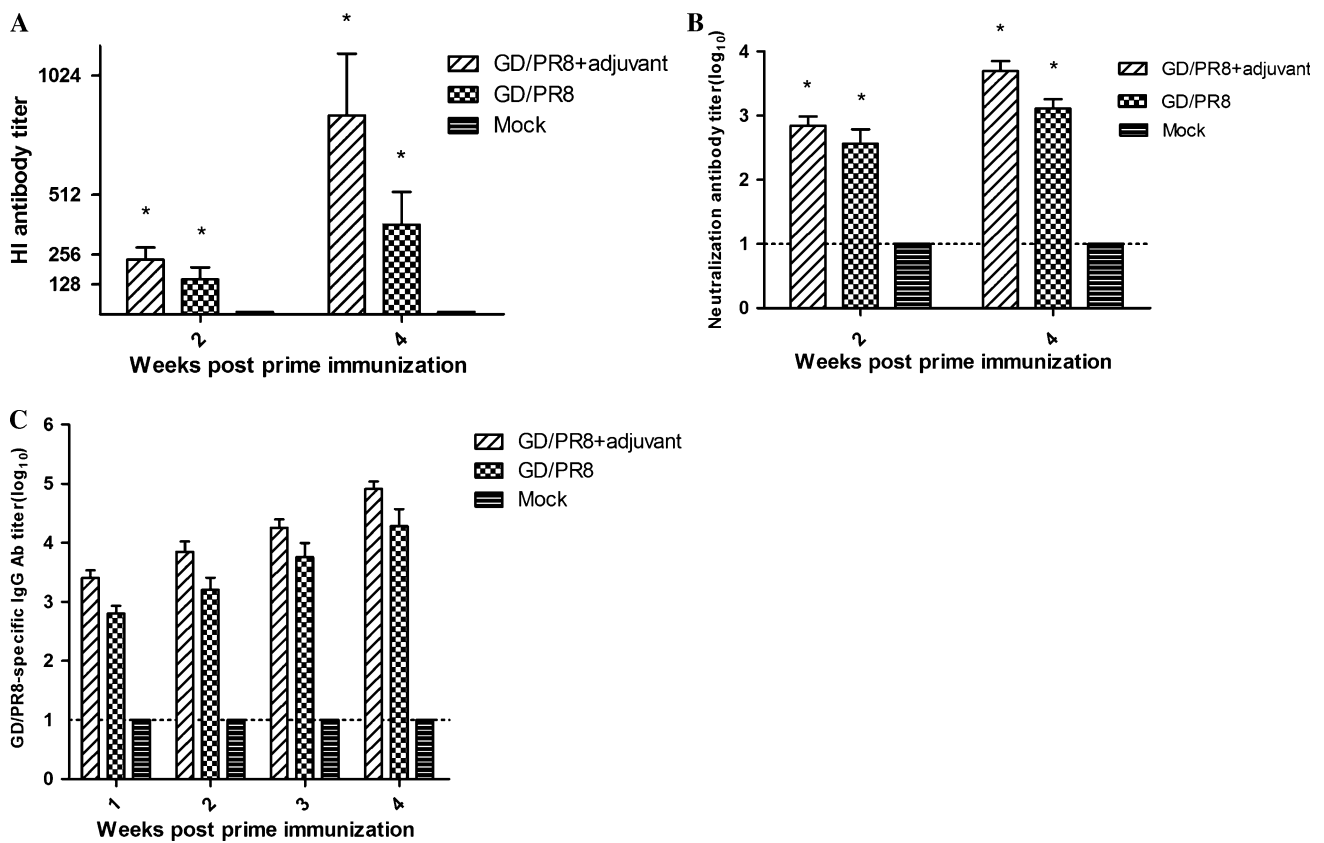 A
HI antibody titer
1024
512
256
128
*
*
*
*
GD/PR8+adjuvant
GD/PR8
Mock
2
4
Weeks post prime immunization
B
Neutralization antibody titer(log10)
4
3
2
1
0
*
*
*
*
GD/PR8+adjuvant
GD/PR8
Mock
2
4
Weeks post prime immunization
C
GD/PR8-specific IgG Ab titer(log10)
6
5
4
3
2
1
0
GD/PR8+adjuvant
GD/PR8
Mock
1
2
3
4
Weeks post prime immunization